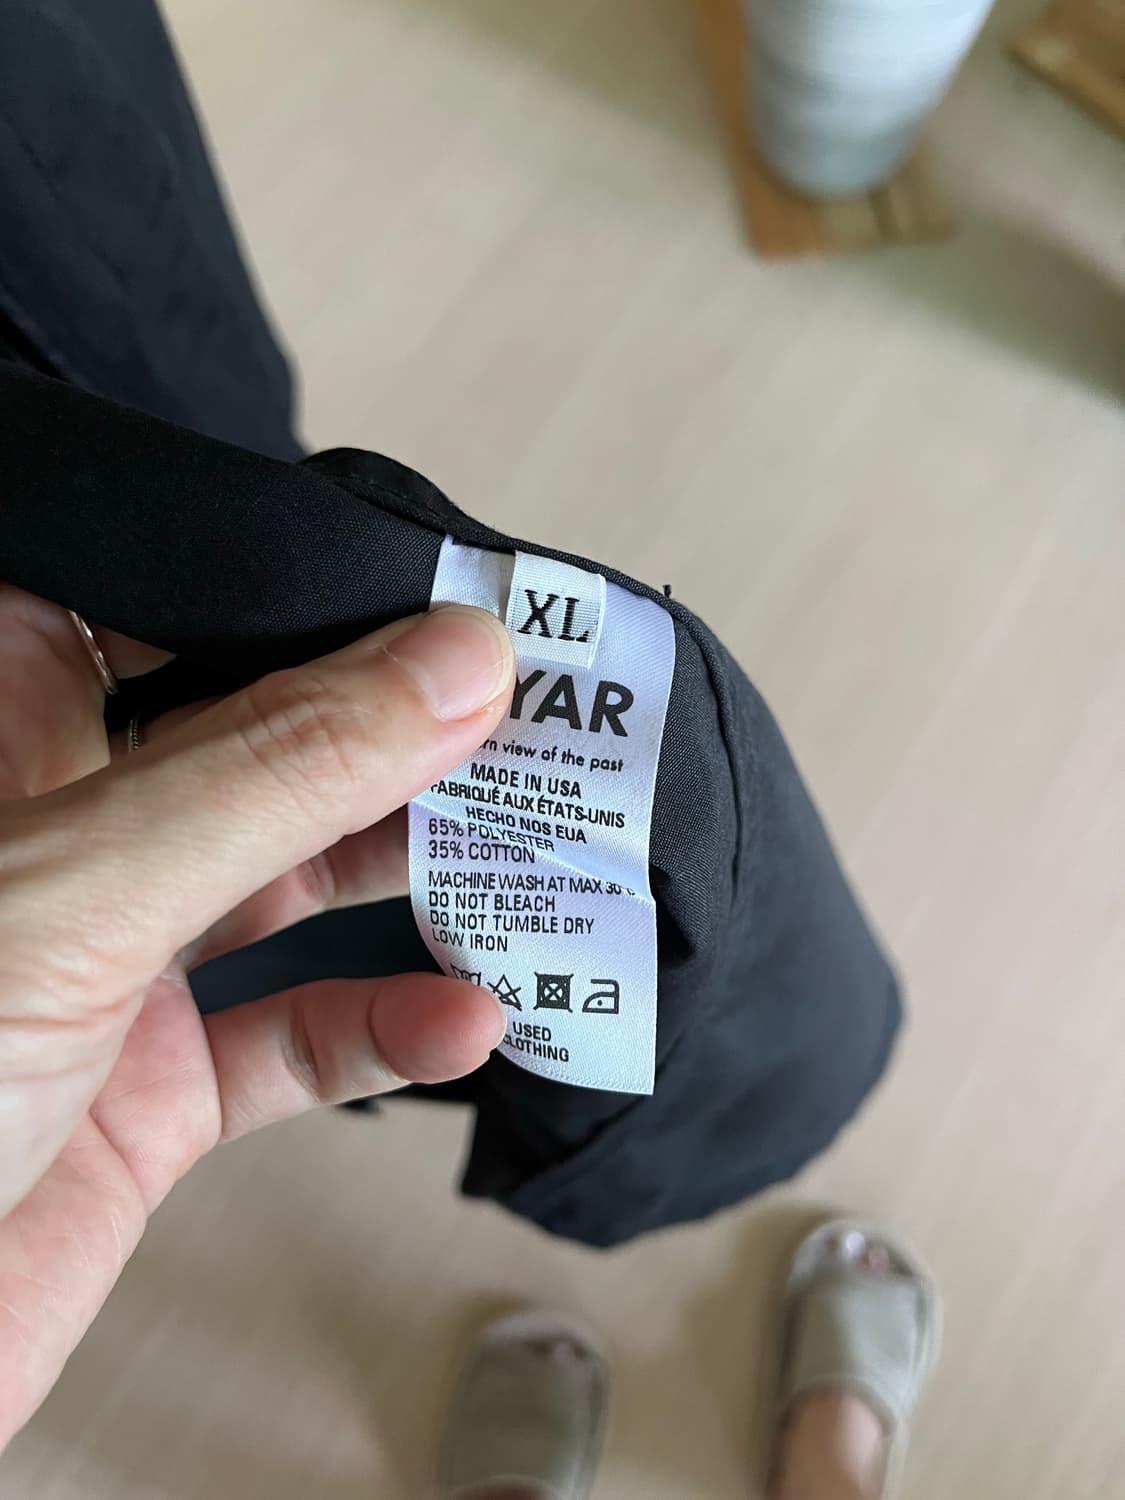 XL
YAR
view of the past
MADE IN USA
FABRIQUÉ AUX ÉTATS-UNIS
HECHO NOS EUA
65% POLYESTER
35% COTTON
MACHINE WASH AT MAX 30°C
DO NOT BLEACH
DO NOT TUMBLE DRY
LOW IRON
USED
CLOTHING